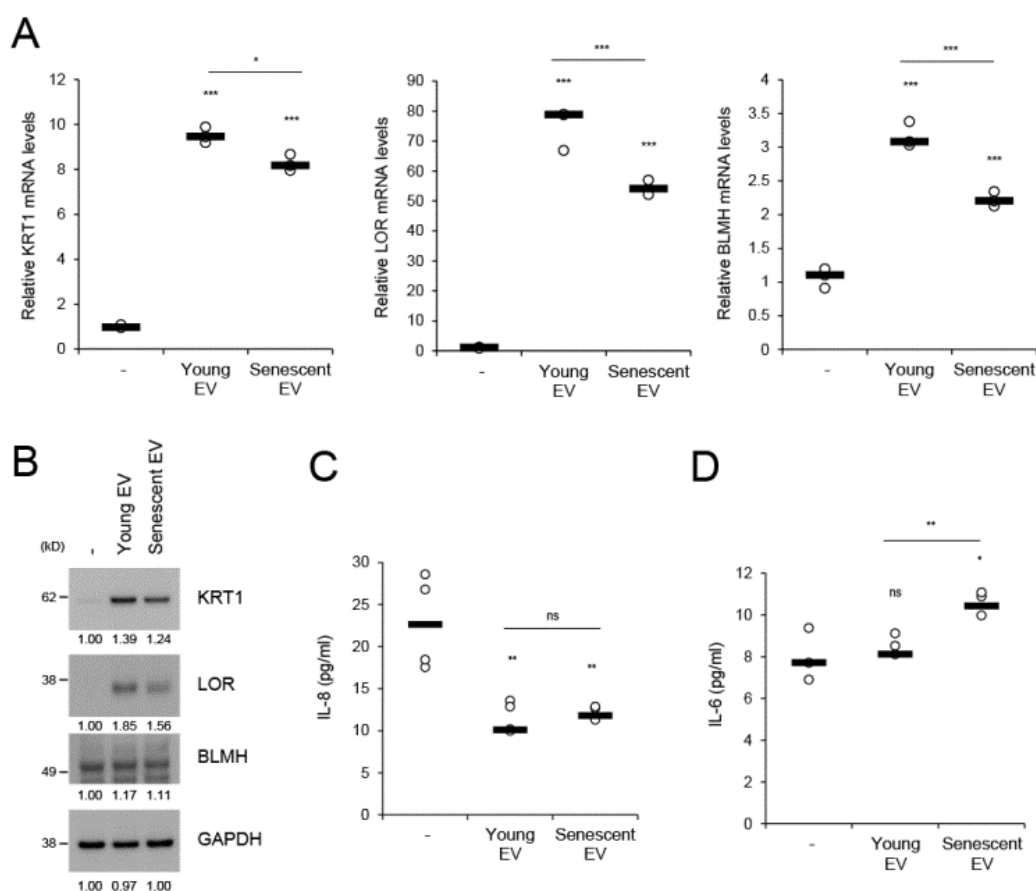 A
*
***
***
Relative KRT1 mRNA levels
12
10
8
6
4
2
0
-
Young EV
Senescent EV
***
***
***
Relative LOR mRNA levels
90
80
70
60
50
40
30
20
10
0
-
Young EV
Senescent EV
***
***
***
Relative BLMH mRNA levels
4
3.5
3
2.5
2
1.5
1
0.5
0
-
Young EV
Senescent EV
B
(kD)
-
Young EV
Senescent EV
62
KRT1
1.00 1.39 1.24
38
LOR
1.00 1.85 1.56
BLMH
49
1.00 1.17 1.11
38
GAPDH
1.00 0.97 1.00
C
ns
**
**
IL-8 (pg/ml)
30
25
20
15
10
5
0
-
Young EV
Senescent EV
D
**
ns
*
IL-6 (pg/ml)
12
10
8
6
4
2
0
-
Young EV
Senescent EV